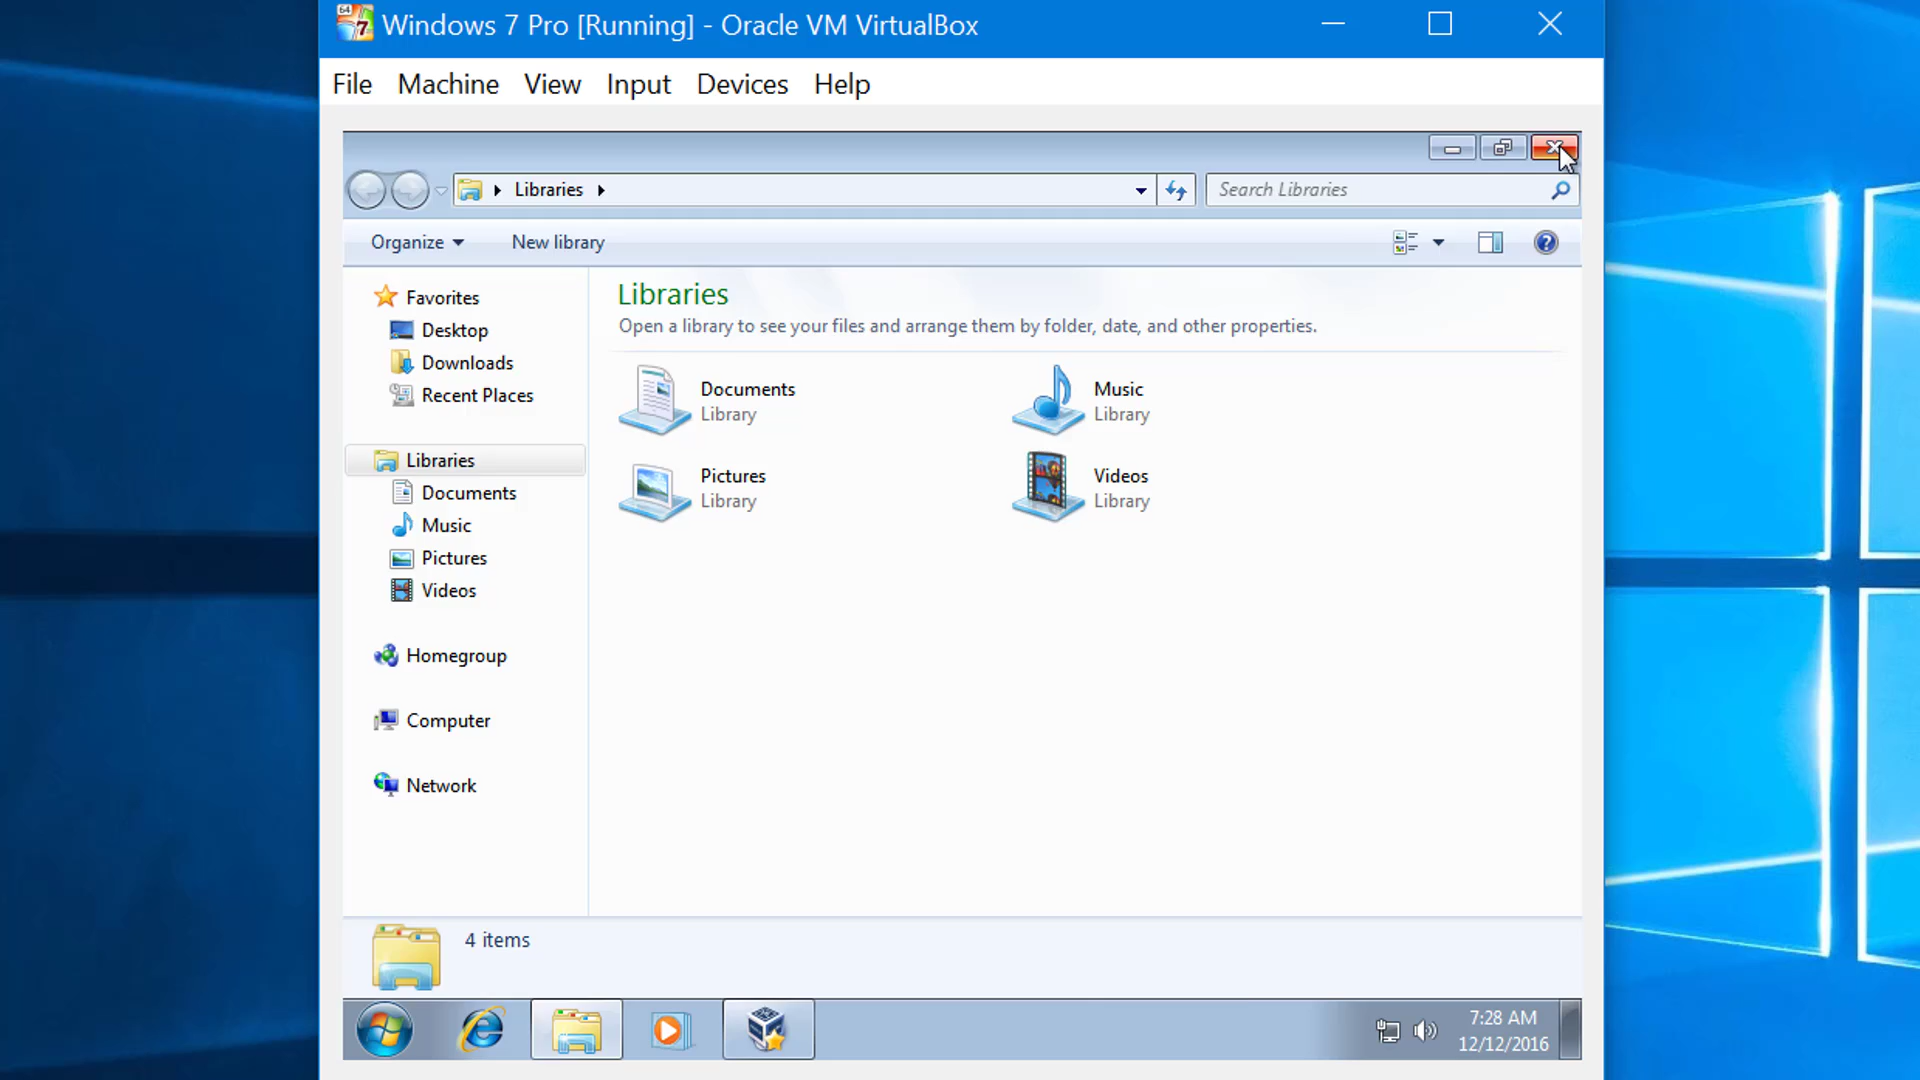 Windows 7 Pro [Running] - Oracle VM VirtualBox
File Machine View Input Devices Help
Libraries
Search Libraries
Organize
New library
Favorites
Desktop
Downloads
Recent Places
Libraries
Documents
Music
Pictures
Videos
Homegroup
Computer
Network
Libraries
Open a library to see your files and arrange them by folder, date, and other properties.
Documents
Library
Music
Library
Pictures
Library
Videos
Library
4 items
7:28 AM
12/12/2016